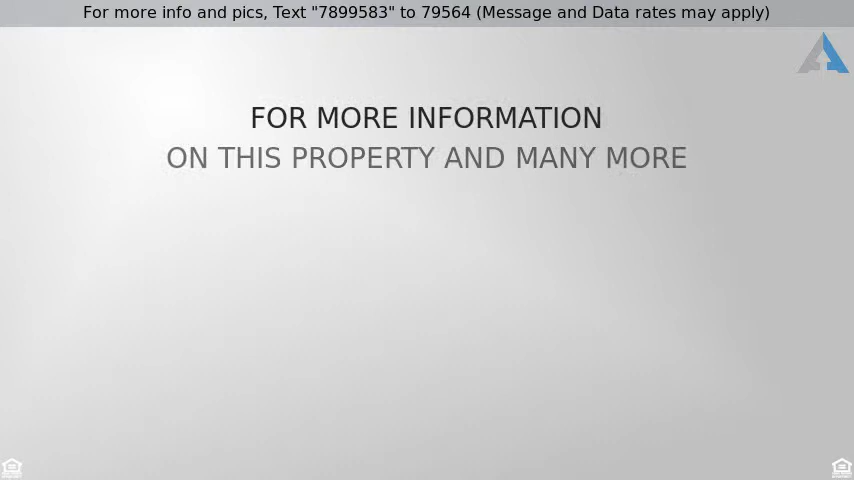 For more info and pics, Text "7899583" to 79564 (Message and Data rates may apply)
FOR MORE INFORMATION
ON THIS PROPERTY AND MANY MORE